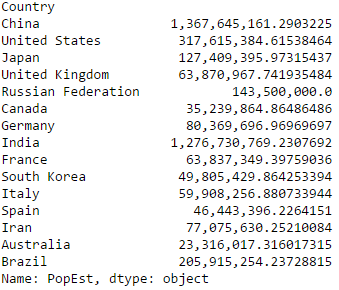 Country
China 1,367,645,161.2903225
United States 317,615,384.61538464
Japan 127,409,395.97315437
United Kingdom 63,870,967.741935484
Russian Federation 143,500,000.0
Canada 35,239,864.86486486
Germany 80,369,696.96969697
India 1,276,730,769.2307692
France 63,837,349.39759036
South Korea 49,805,429.864253394
Italy 59,908,256.880733944
Spain 46,443,396.2264151
Iran 77,075,630.25210084
Australia 23,316,017.316017315
Brazil 205,915,254.23728815
Name: PopEst, dtype: object